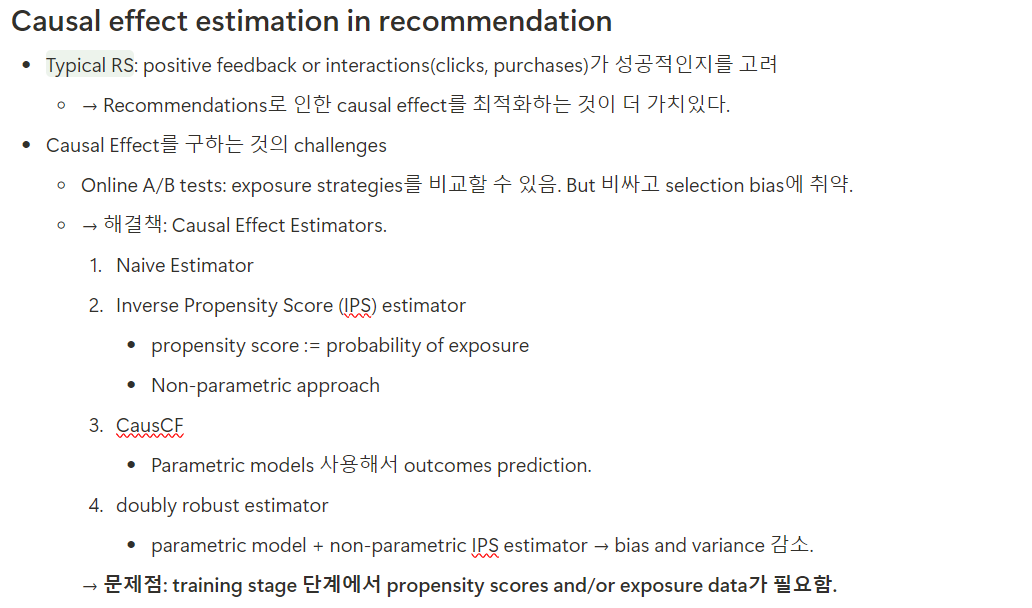 Causal effect estimation in recommendation
• Typical RS: positive feedback or interactions(clicks, purchases)가 성공적인지를 고려
◦ → Recommendations로 인한 causal effect를 최적화하는 것이 더 가치있다.
• Causal Effect를 구하는 것의 challenges
◦ Online A/B tests: exposure strategies를 비교할 수 있음. But 비싸고 selection bias에 취약.
◦ → 해결책: Causal Effect Estimators.
1. Naive Estimator
2. Inverse Propensity Score (IPS) estimator
• propensity score := probability of exposure
• Non-parametric approach
3. CausCF
• Parametric models 사용해서 outcomes prediction.
4. doubly robust estimator
• parametric model + non-parametric IPS estimator → bias and variance 감소.
→ 문제점: training stage 단계에서 propensity scores and/or exposure data가 필요함.